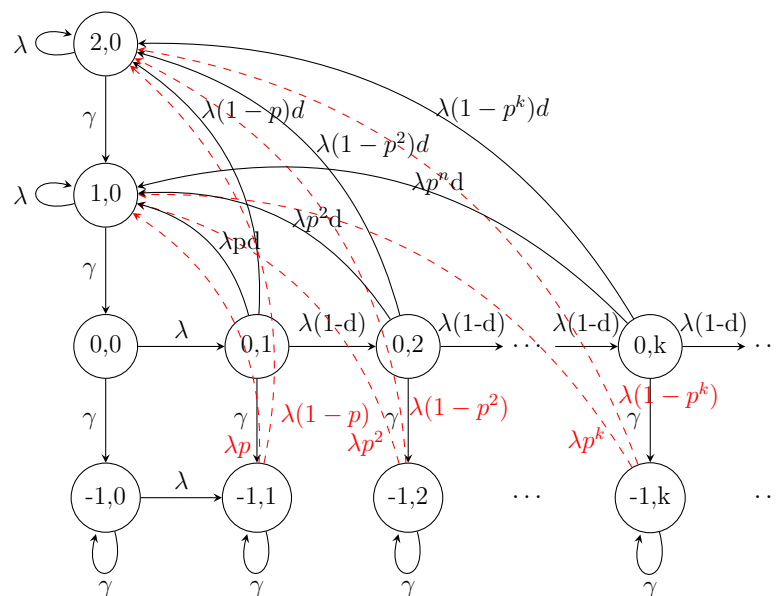 λ 2,0
γ λ(1 − p)d λ(1 − p^k)d
λ(1 − p^2)d
λ 1,0 λp^n d
λp^2 d
λpd
γ
0,0 λ 0,1 λ(1-d) 0,2 λ(1-d) ··· λ(1-d) 0,k λ(1-d) ··
γ γ λ(1 − p) γ λ(1 − p^2) γ λ(1 − p^k)
λp λp^2 λp^k
-1,0 λ -1,1 -1,2 ··· -1,k ··
γ γ γ γ